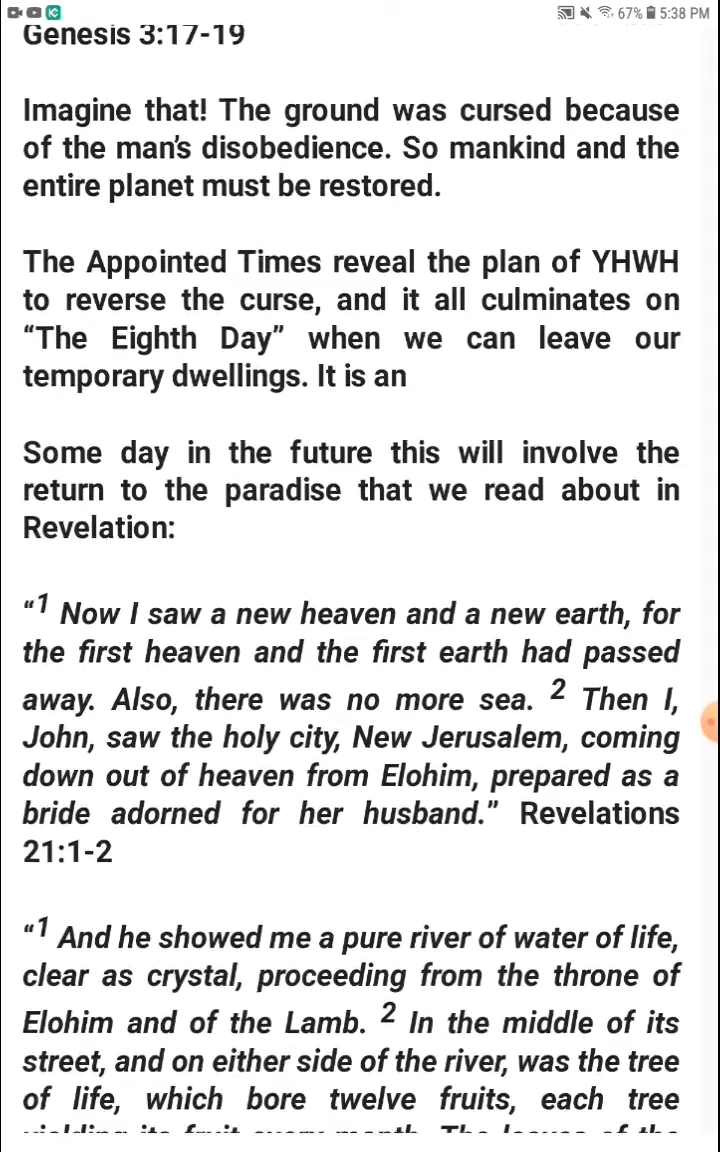 67% 5:38 PM
Genesis 3:17-19
Imagine that! The ground was cursed because
of the man's disobedience. So mankind and the
entire planet must be restored.
The Appointed Times reveal the plan of YHWH
to reverse the curse, and it all culminates on
“The Eighth Day” when we can leave our
temporary dwellings. It is an
Some day in the future this will involve the
return to the paradise that we read about in
Revelation:
“1 Now I saw a new heaven and a new earth, for
the first heaven and the first earth had passed
away. Also, there was no more sea. 2 Then I,
John, saw the holy city, New Jerusalem, coming
down out of heaven from Elohim, prepared as a
bride adorned for her husband.” Revelations
21:1-2
“1 And he showed me a pure river of water of life,
clear as crystal, proceeding from the throne of
Elohim and of the Lamb. 2 In the middle of its
street, and on either side of the river, was the tree
of life, which bore twelve fruits, each tree
yielding its fruit every month. The leaves of the